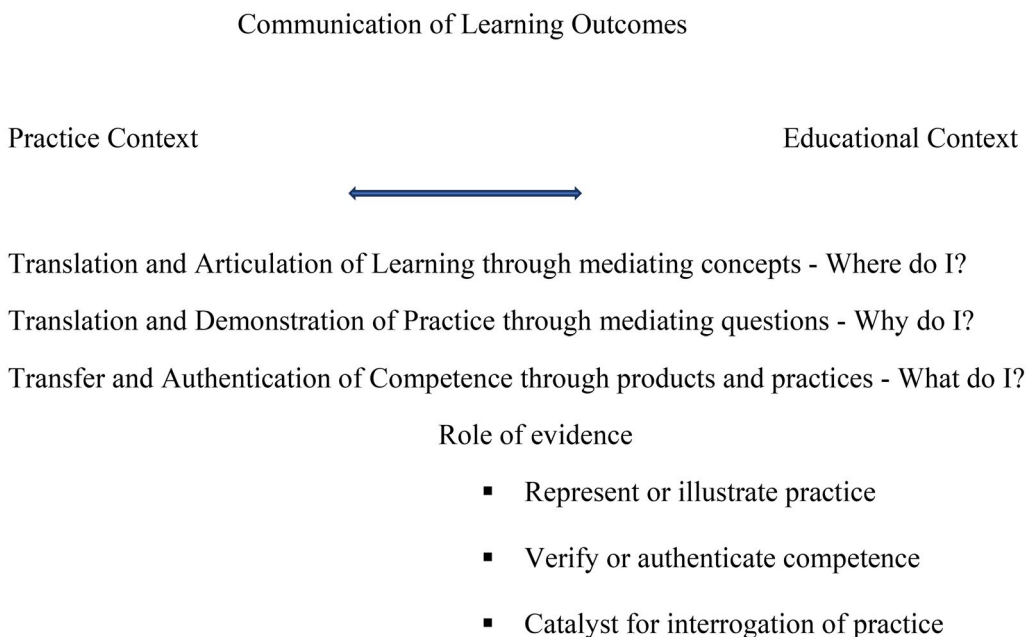 Communication of Learning Outcomes
Practice Context
Educational Context
Translation and Articulation of Learning through mediating concepts - Where do I?
Translation and Demonstration of Practice through mediating questions - Why do I?
Transfer and Authentication of Competence through products and practices - What do I?
Role of evidence
▪ Represent or illustrate practice
▪ Verify or authenticate competence
▪ Catalyst for interrogation of practice